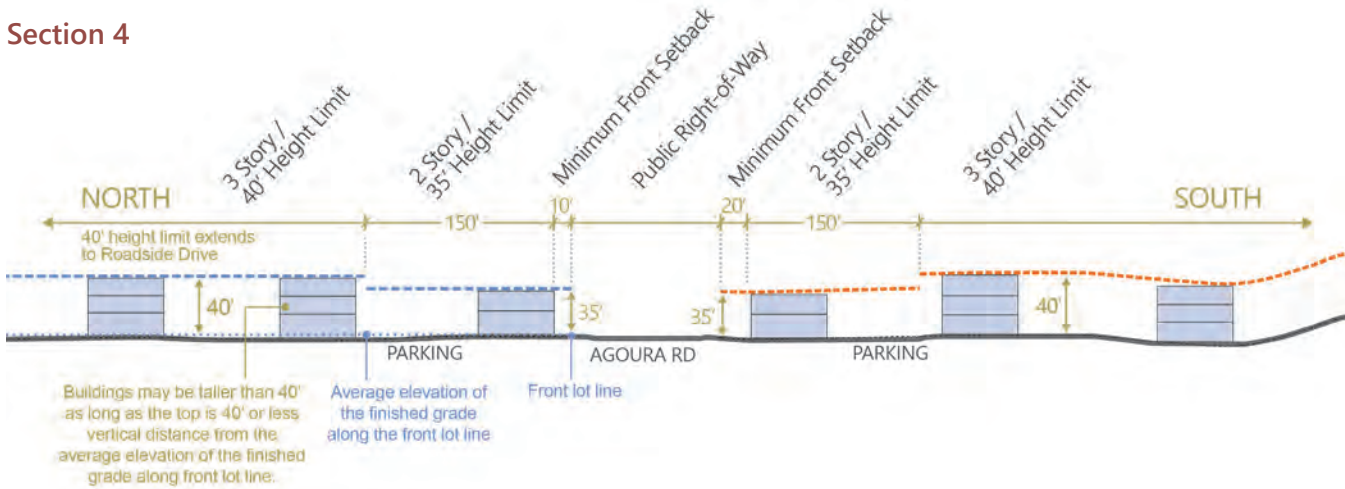 Section 4
3 Story /
40' Height Limit
2 Story /
35' Height Limit
Minimum Front Setback
Public Right-of-Way
Minimum Front Setback
2 Story /
35' Height Limit
3 Story /
40' Height Limit
NORTH
SOUTH
150'
10'
20'
150'
40' height limit extends
to Roadside Drive
40'
35'
35'
40'
PARKING
AGOURA RD
PARKING
Buildings may be taller than 40'
as long as the top is 40' or less
vertical distance from the
average elevation of the finished
grade along front lot line.
Average elevation of
the finished grade
along the front lot line
Front lot line